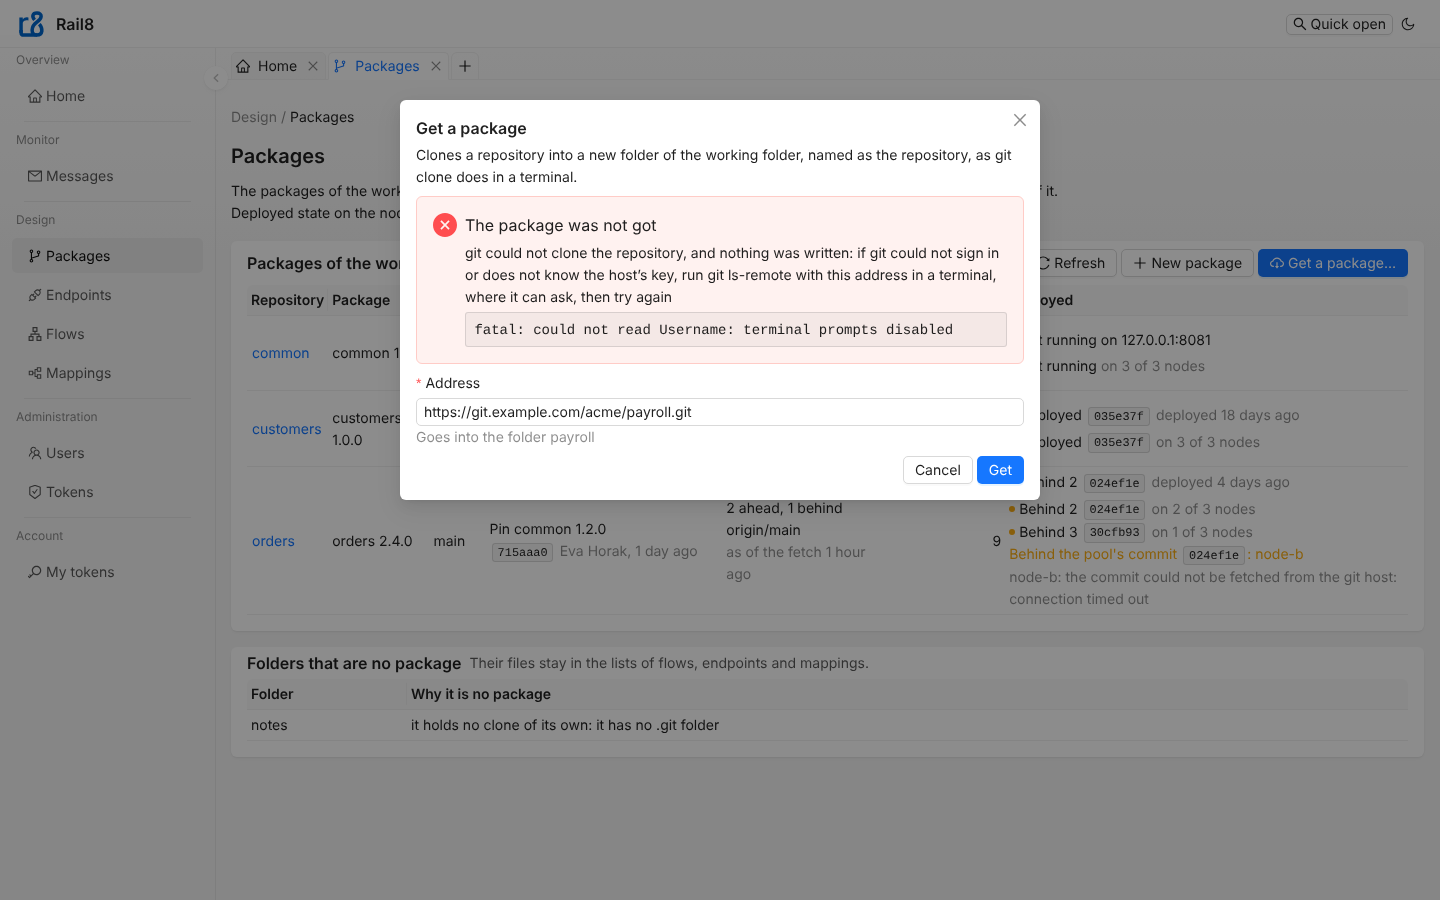 Rail8
Quick open
Overview
Home
Monitor
Messages
Design
Packages
Endpoints
Flows
Mappings
Administration
Users
Tokens
Account
My tokens
Home
Packages
Design / Packages
Packages
The packages of the work
f it.
Deployed state on the no
Get a package
Clones a repository into a new folder of the working folder, named as the repository, as git
clone does in a terminal.
The package was not got
git could not clone the repository, and nothing was written: if git could not sign in
or does not know the host's key, run git ls-remote with this address in a terminal,
where it can ask, then try again
fatal: could not read Username: terminal prompts disabled
* Address
https://git.example.com/acme/payroll.git
Goes into the folder payroll
Cancel
Get
Packages of the wo
Refresh
New package
Get a package...
Repository Package
oyed
common
common 1
t running on 127.0.0.1:8081
t running on 3 of 3 nodes
customers
customers
1.0.0
ployed 035e37f deployed 18 days ago
ployed 035e37f on 3 of 3 nodes
orders
orders 2.4.0
main
Pin common 1.2.0
715aaa0 Eva Horak, 1 day ago
2 ahead, 1 behind
origin/main
as of the fetch 1 hour
ago
9
hind 2 024ef1e deployed 4 days ago
Behind 2 024ef1e on 2 of 3 nodes
Behind 3 30cfb93 on 1 of 3 nodes
Behind the pool's commit 024ef1e : node-b
node-b: the commit could not be fetched from the git host:
connection timed out
Folders that are no package Their files stay in the lists of flows, endpoints and mappings.
Folder
Why it is no package
notes
it holds no clone of its own: it has no .git folder